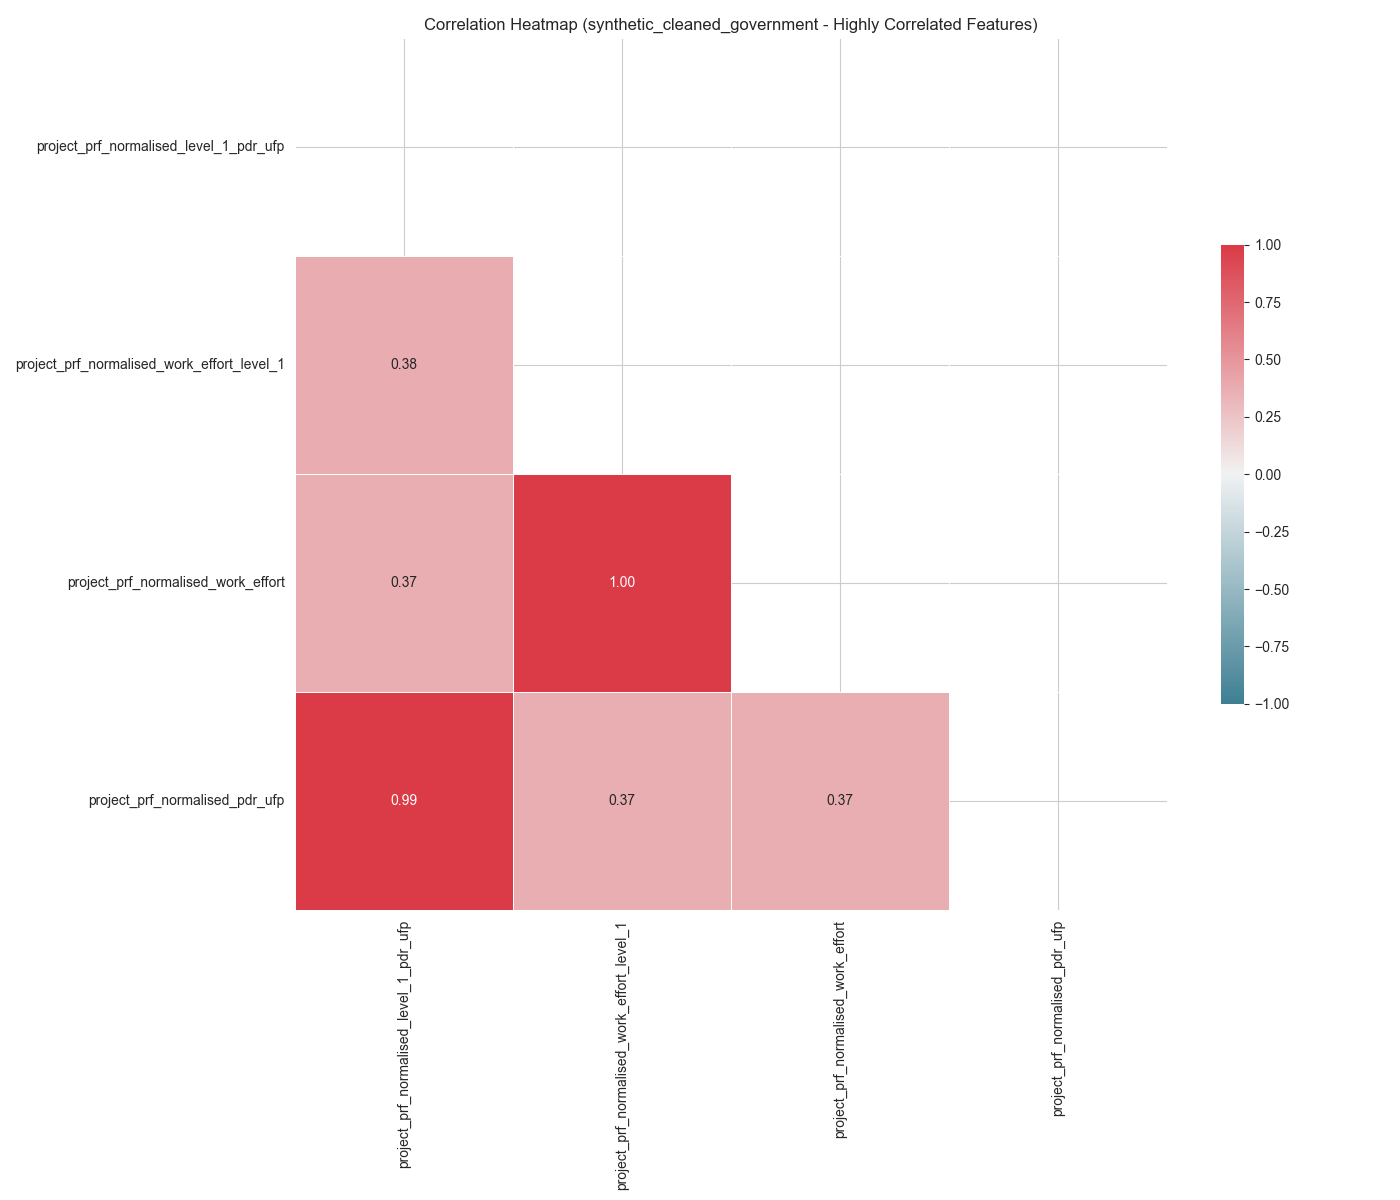 Correlation Heatmap (synthetic_cleaned_government - Highly Correlated Features)
project_prf_normalised_level_1_pdr_ufp
project_prf_normalised_work_effort_level_1
0.38
project_prf_normalised_work_effort
0.37
1.00
project_prf_normalised_pdr_ufp
0.99
0.37
0.37
project_prf_normalised_level_1_pdr_ufp
project_prf_normalised_work_effort_level_1
project_prf_normalised_work_effort
project_prf_normalised_pdr_ufp
1.00
0.75
0.50
0.25
0.00
−0.25
−0.50
−0.75
−1.00